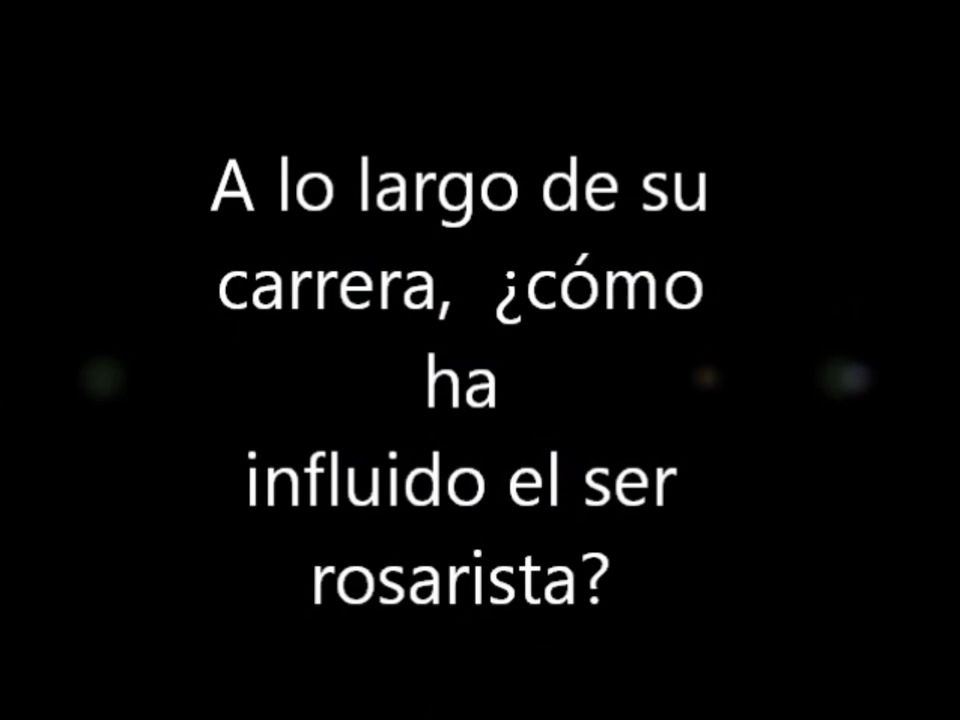 A lo largo de su
carrera, ¿cómo
ha
influido el ser
rosarista?